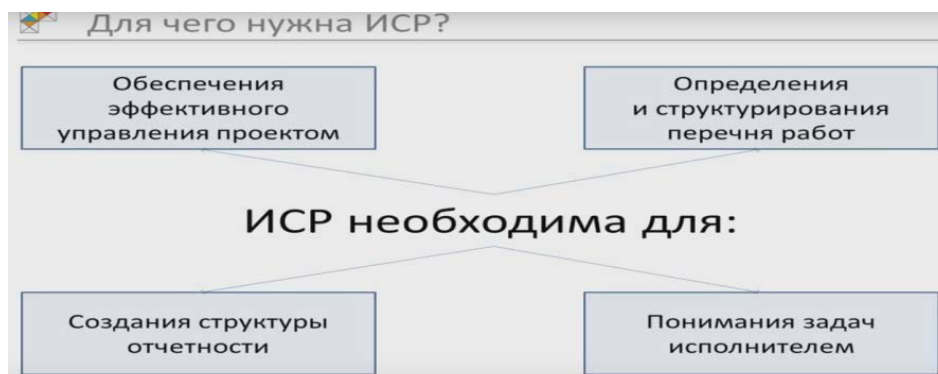 Для чего нужна ИСР?
Обеспечения
эффективного
управления проектом
Определения
и структурирования
перечня работ
ИСР необходима для:
Создания структуры
отчетности
Понимания задач
исполнителем